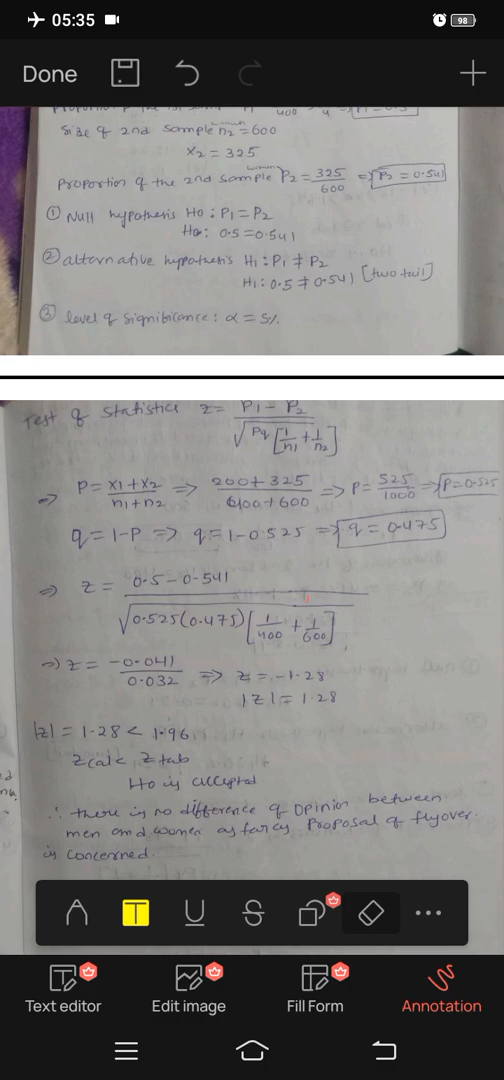 05:35
98
Done
Size of 2nd sample n2 = 600
X2 = 325
Proportion of the 2nd sample P2 = 325/600 => P2 = 0.541
① Null hypothesis H0 : P1 = P2
H0 : 0.5 = 0.541
② alternative hypothesis H1 : P1 ≠ P2
H1 : 0.5 ≠ 0.541 [two tail]
③ level of significance : α = 5%
Test of Statistics Z = P1 - P2 / √Pq [1/n1 + 1/n2]
=> P = X1+X2 / n1+n2 => 200+325 / 400+600 => P = 525/1000 => P = 0.525
q = 1-P => q = 1-0.525 => q = 0.475
=> Z = 0.5-0.541 / √0.525(0.475) [1/400 + 1/600]
=> Z = -0.041 / 0.032 => Z = -1.28
|Z| = 1.28
|Z| = 1.28 < 1.96
Z cal < Z tab
H0 is accepted
∴ there is no difference of opinion between
men and women as far as Proposal of flyover
is concerned.
T
U
S
Text editor
Edit image
Fill Form
Annotation